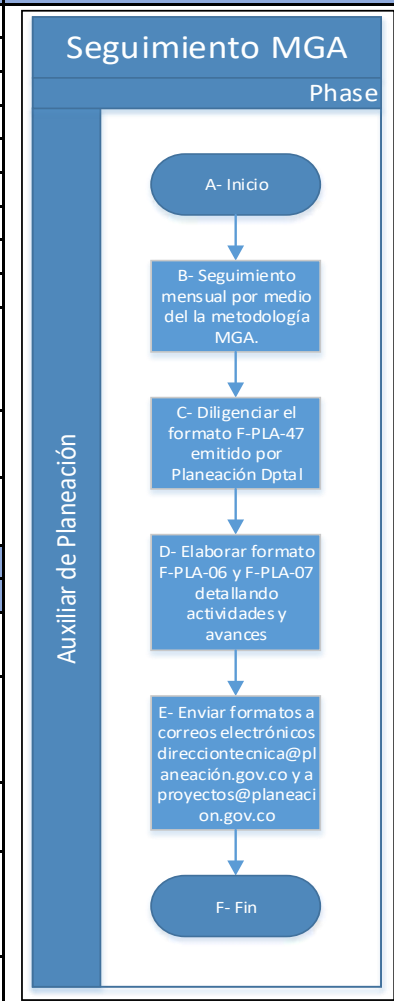 Seguimiento MGA
Phase
Auxiliar de Planeación
A- Inicio
B- Seguimiento
mensual por medio
del la metodología
MGA.
C- Diligenciar el
formato F-PLA-47
emitido por
Planeación Dptal
D- Elaborar formato
F-PLA-06 y F-PLA-07
detallando
actividades y
avances
E- Enviar formatos a
correos electrónicos
direcciontecnica@pl
aneación.gov.co y a
proyectos@planeaci
on.gov.co
F- Fin